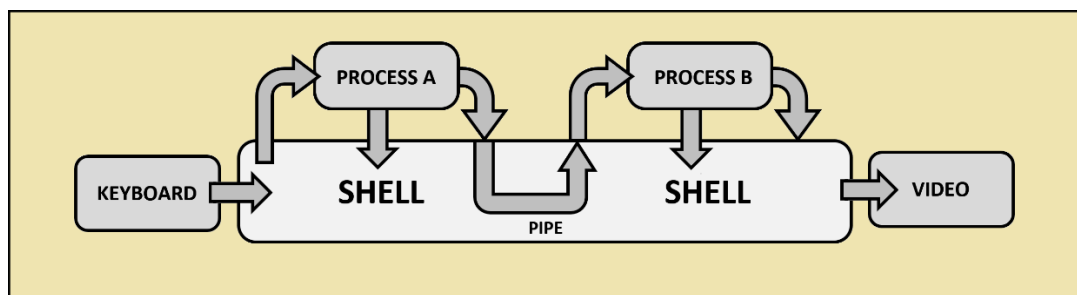 PROCESS A
PROCESS B
KEYBOARD
SHELL
SHELL
VIDEO
PIPE